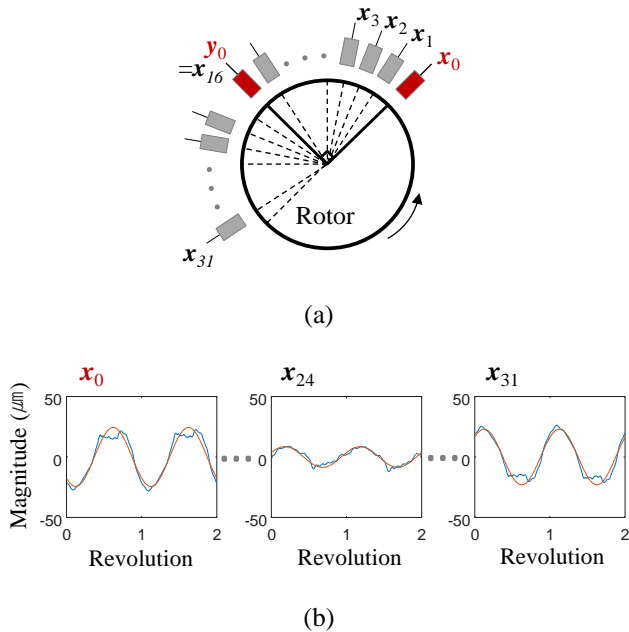 x3 x2 x1
y0 x0
=x16
Rotor
x31
(a)
x0 x24 x31
Magnitude (㎛)
50
0
-50
0 1 2
Revolution
50
0
-50
0 1 2
Revolution
50
0
-50
0 1 2
Revolution
(b)